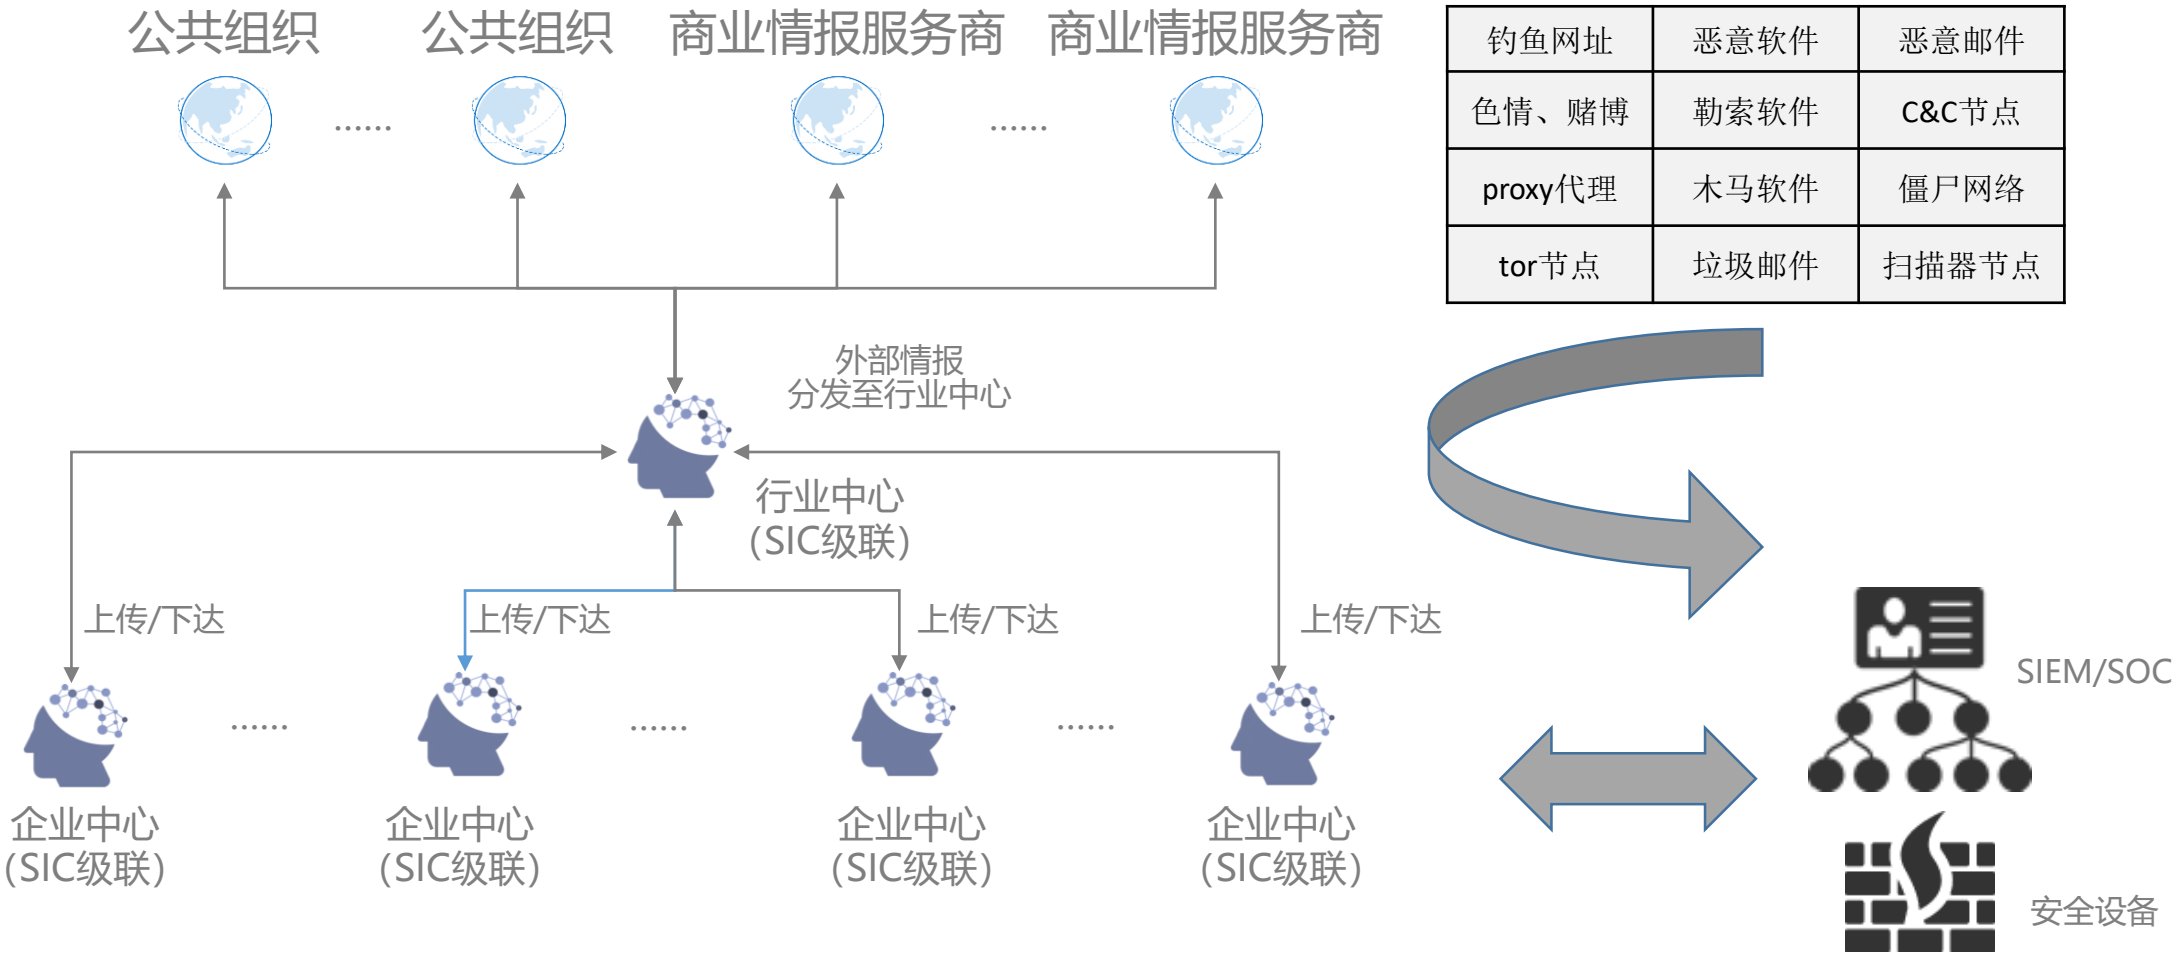 公共组织
公共组织
商业情报服务商
商业情报服务商
......
......
钓鱼网址 恶意软件 恶意邮件
色情、赌博 勒索软件 C&C节点
proxy代理 木马软件 僵尸网络
tor节点 垃圾邮件 扫描器节点
外部情报
分发至行业中心
行业中心
（SIC级联）
上传/下达
上传/下达
上传/下达
上传/下达
......
......
......
企业中心
（SIC级联）
企业中心
（SIC级联）
企业中心
（SIC级联）
企业中心
（SIC级联）
SIEM/SOC
安全设备